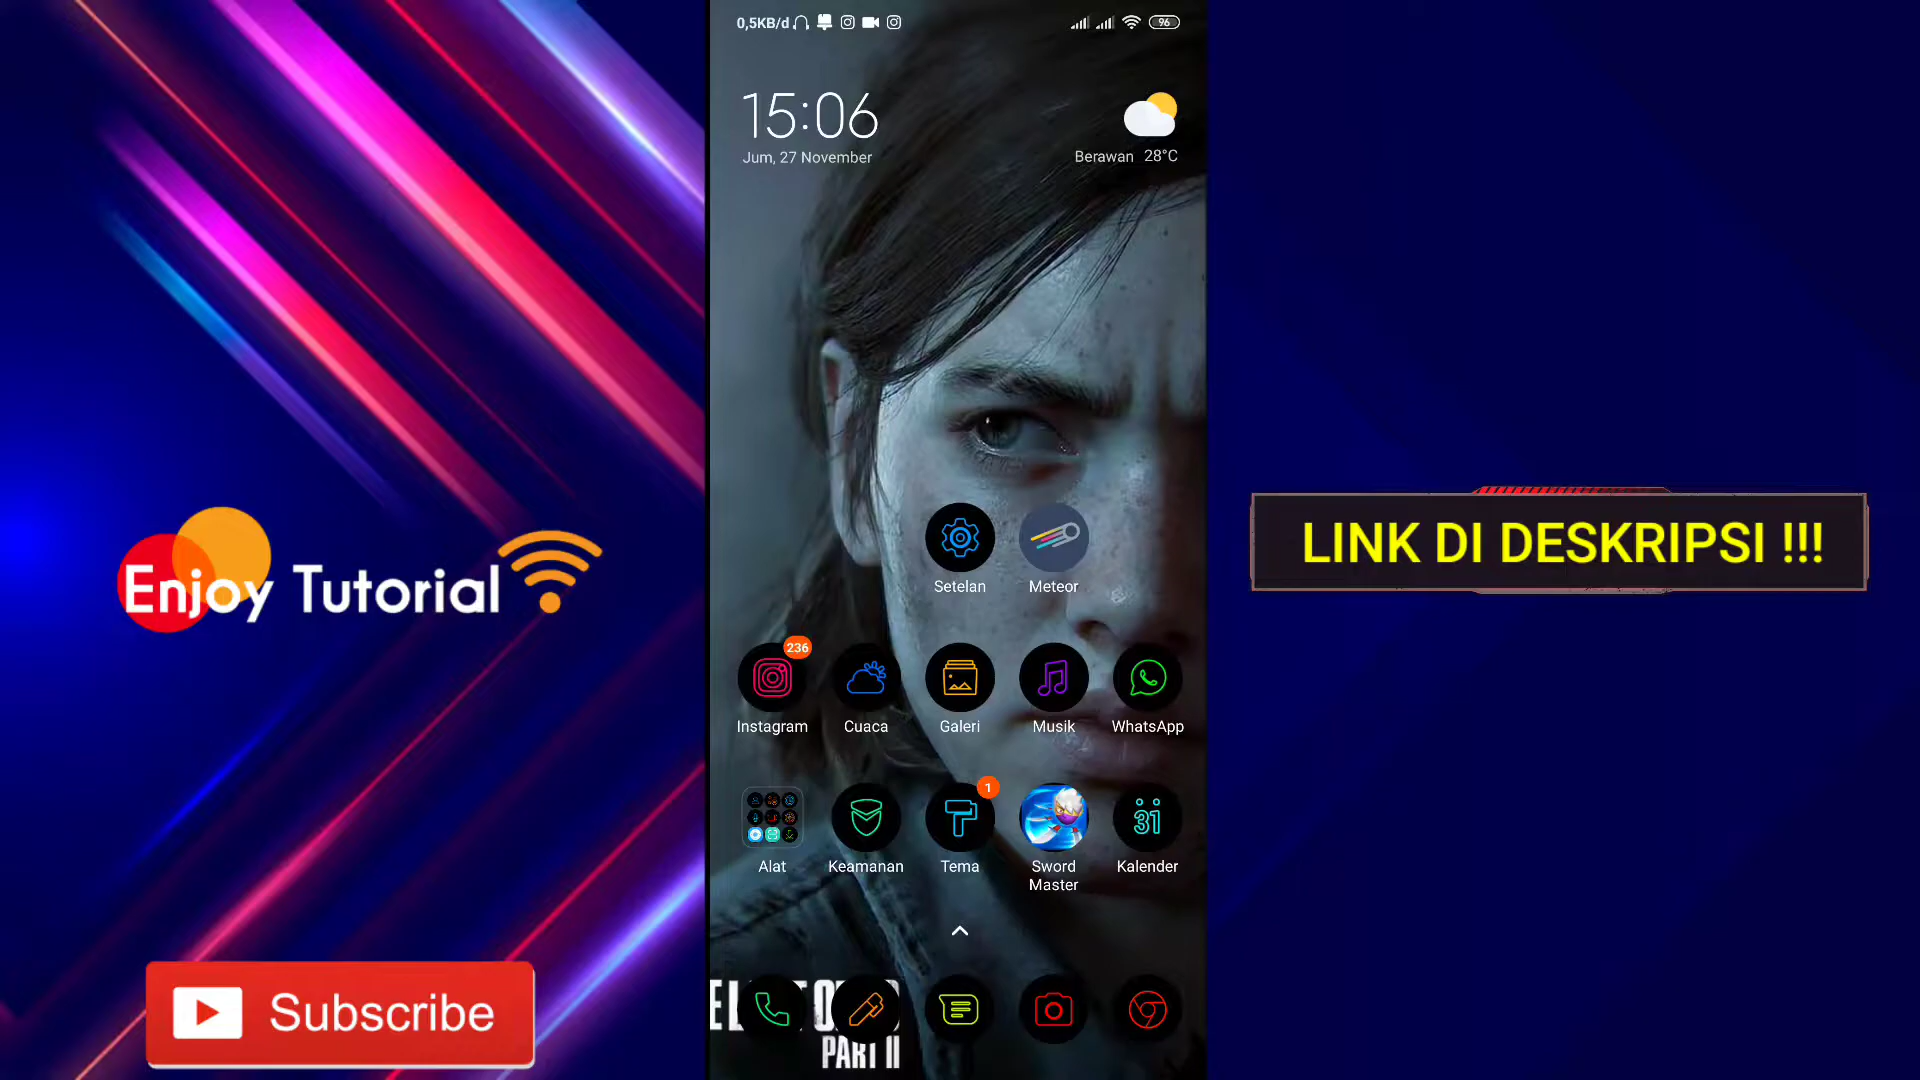 0,5KB/d
96
15:06
Jum, 27 November
Berawan 28°C
Enjoy Tutorial
LINK DI DESKRIPSI !!!
Setelan
Meteor
236
Instagram
Cuaca
Galeri
Musik
WhatsApp
1
31
Alat
Keamanan
Tema
Sword
Master
Kalender
PART II
Subscribe